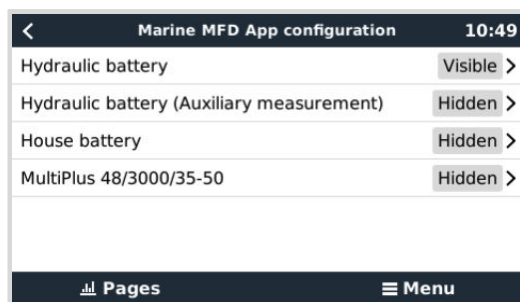 Marine MFD App configuration 10:49
Hydraulic battery Visible
Hydraulic battery (Auxiliary measurement) Hidden
House battery Hidden
MultiPlus 48/3000/35-50 Hidden
Pages Menu